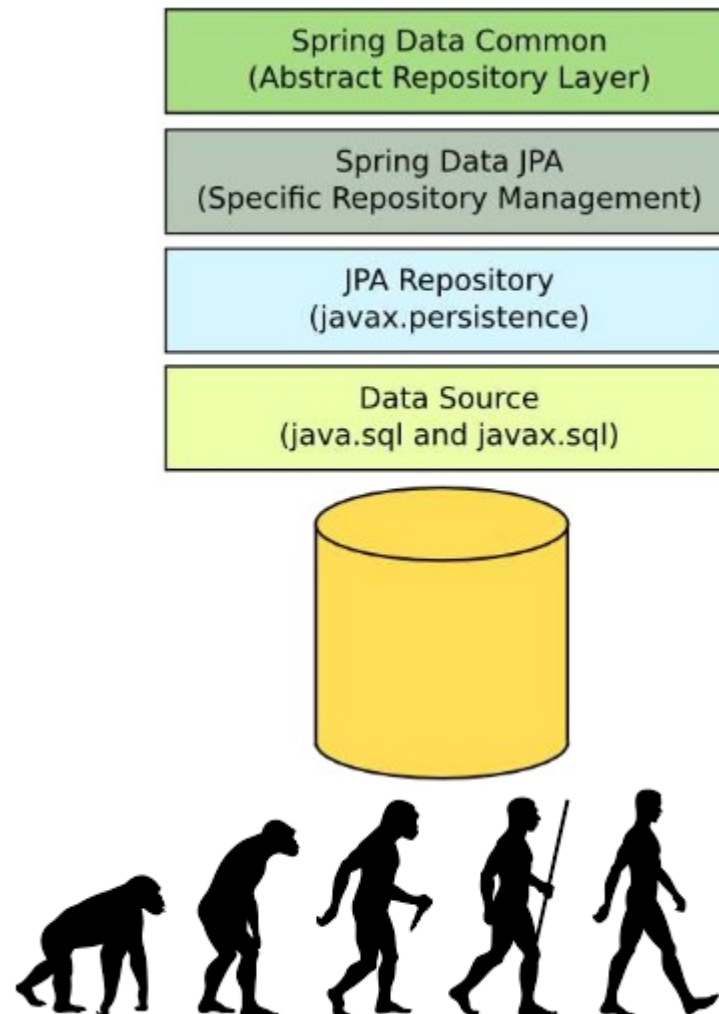 Spring Data Common
(Abstract Repository Layer)
Spring Data JPA
(Specific Repository Management)
JPA Repository
(javax.persistence)
Data Source
(java.sql and javax.sql)